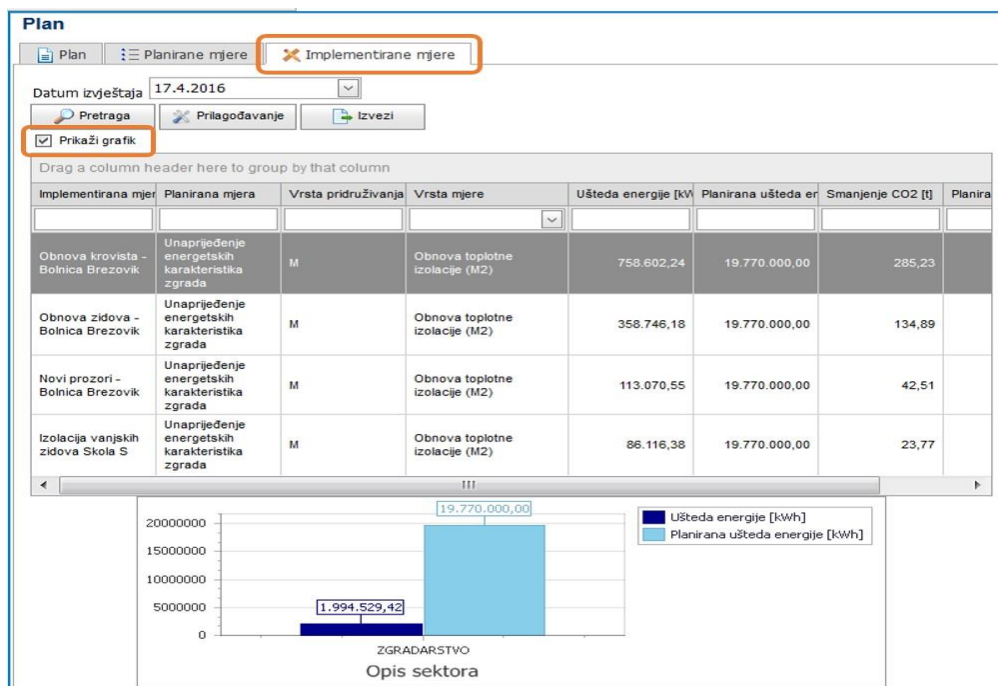 Plan
Plan Planirane mjere Implementirane mjere
Datum izvještaja 17.4.2016
Pretraga Prilagođavanje Izvezi
Prikaži grafik
Drag a column header here to group by that column
Implementirana mjer Planirana mjera Vrsta pridruživanja Vrsta mjere Ušteda energije [kW Planirana ušteda er Smanjenje CO2 [t] Planira
Obnova krovista -
Bolnica Brezovik
Unaprijeđenje
energetskih
karakteristika
zgrada
M
Obnova toplotne
izolacije (M2)
758.602,24 19.770.000,00 285,23
Obnova zidova -
Bolnica Brezovik
Unaprijeđenje
energetskih
karakteristika
zgrada
M
Obnova toplotne
izolacije (M2)
358.746,18 19.770.000,00 134,89
Novi prozori -
Bolnica Brezovik
Unaprijeđenje
energetskih
karakteristika
zgrada
M
Obnova toplotne
izolacije (M2)
113.070,55 19.770.000,00 42,51
Izolacija vanjskih
zidova Skola S
Unaprijeđenje
energetskih
karakteristika
zgrada
M
Obnova toplotne
izolacije (M2)
86.116,38 19.770.000,00 23,77
20000000
15000000
10000000
5000000
0
19.770.000,00
1.994.529,42
ZGRADARSTVO
Opis sektora
Ušteda energije [kWh]
Planirana ušteda energije [kWh]